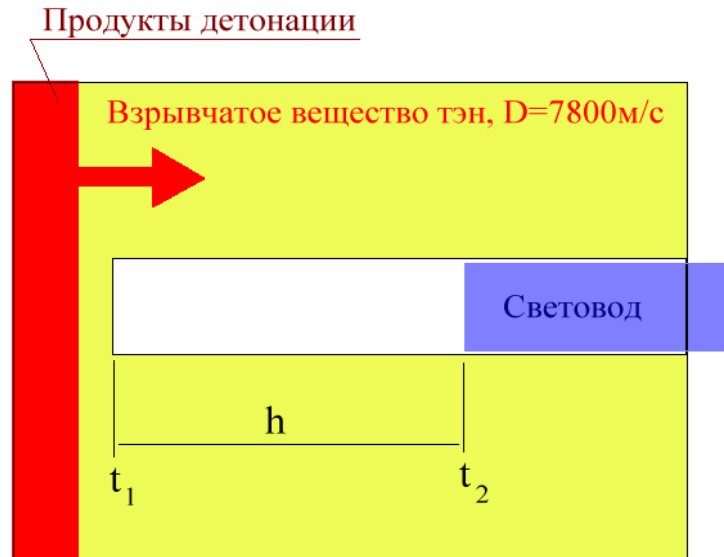 Продукты детонации
Взрывчатое вещество тэн, D=7800м/с
Световод
h
t₁
t₂